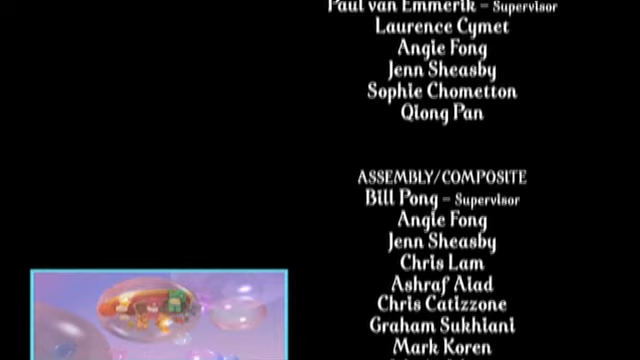 Paul van Emmerik - Supervisor
Laurence Cymet
Angie Fong
Jenn Sheasby
Sophie Chometton
Qiong Pan
ASSEMBLY/COMPOSITE
Bill Pong - Supervisor
Angie Fong
Jenn Sheasby
Chris Lam
Ashraf Aiad
Chris Catizzone
Graham Sukhiani
Mark Koren